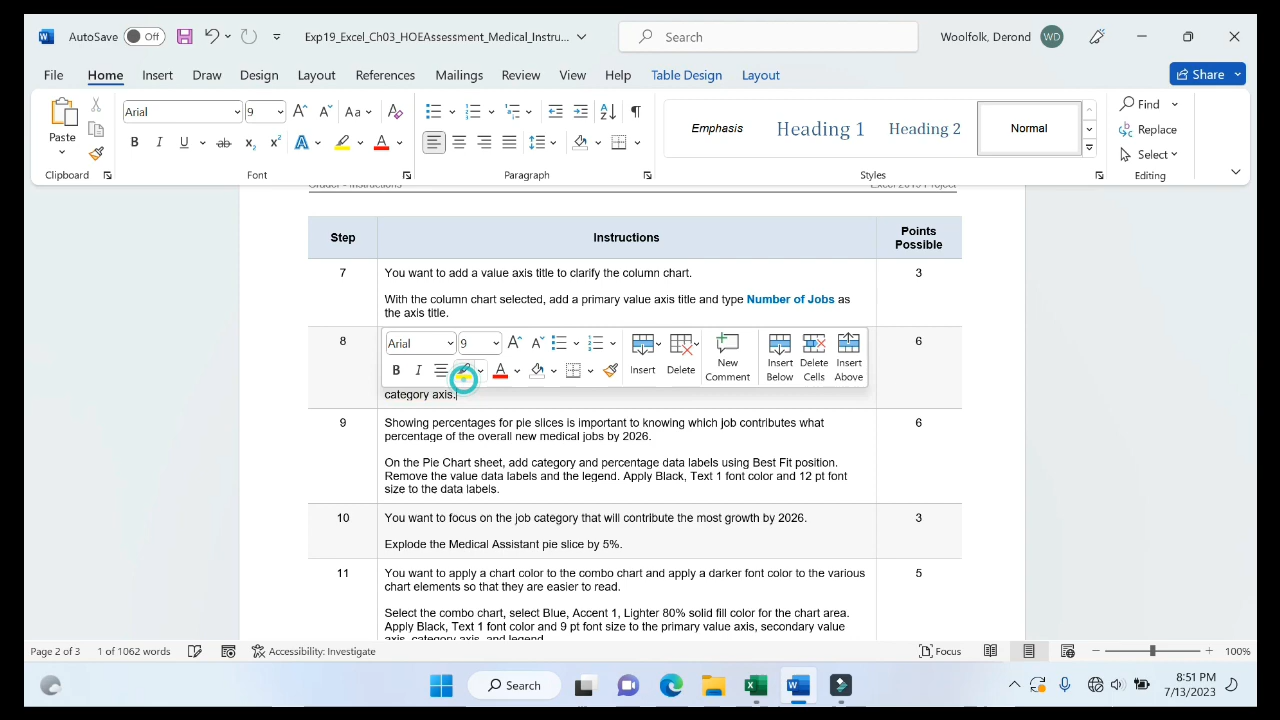 AutoSave Off Exp19_Excel_Ch03_HOEAssessment_Medical_Instru... Search Woolfolk, Derond WD
File Home Insert Draw Design Layout References Mailings Review View Help Table Design Layout Share
Paste Arial 9 Aa Emphasis Heading 1 Heading 2 Normal Find
Replace
Select
Clipboard Font Paragraph Styles Editing
Step Instructions Points Possible
7 You want to add a value axis title to clarify the column chart. 3
With the column chart selected, add a primary value axis title and type Number of Jobs as
the axis title.
8 6
Arial 9 Insert Delete New Comment Insert Below Delete Cells Insert Above
category axis.
9 Showing percentages for pie slices is important to knowing which job contributes what 6
percentage of the overall new medical jobs by 2026.
On the Pie Chart sheet, add category and percentage data labels using Best Fit position.
Remove the value data labels and the legend. Apply Black, Text 1 font color and 12 pt font
size to the data labels.
10 You want to focus on the job category that will contribute the most growth by 2026. 3
Explode the Medical Assistant pie slice by 5%.
11 You want to apply a chart color to the combo chart and apply a darker font color to the various 5
chart elements so that they are easier to read.
Select the combo chart, select Blue, Accent 1, Lighter 80% solid fill color for the chart area.
Apply Black, Text 1 font color and 9 pt font size to the primary value axis, secondary value
axis, category axis, and legend.
Page 2 of 3 1 of 1062 words Accessibility: Investigate Focus 100%
Search 8:51 PM
7/13/2023